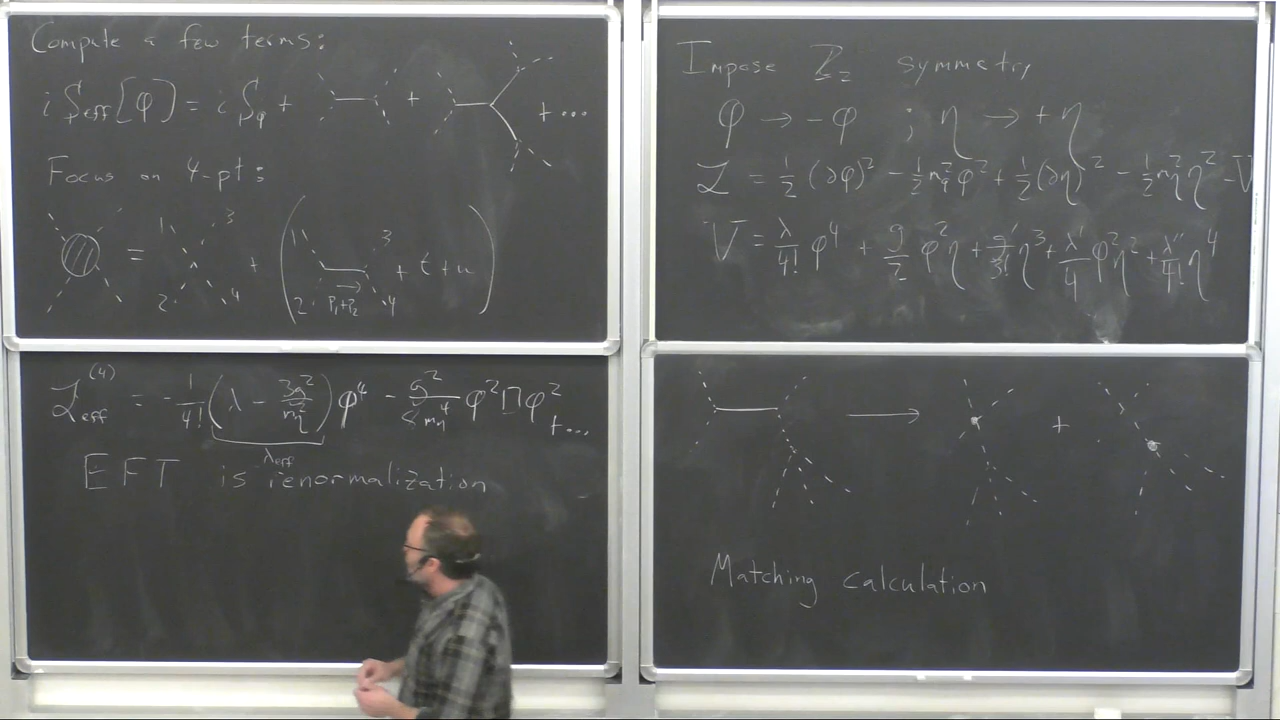 Compute a few terms:
i S_eff[φ] = i S_φ + + + ...
Focus on 4-pt:
= 1 2 3 4 + ( 1 2 P₁+P₂ 3 4 + t + u )
ℒ_eff^(4) = - 1/4! (λ - 3g²/m_η²) φ⁴ - g²/8m_η⁴ φ²□φ² + ...
λ_eff
EFT is renormalization
Impose ℤ₂ symmetry
φ → -φ ; η → +η
ℒ = 1/2 (∂φ)² - 1/2 m_φ² φ² + 1/2 (∂η)² - 1/2 m_η² η² - V
V = λ/4! φ⁴ + g/2 φ²η + g'/3! η³ + λ'/4 φ²η² + λ''/4! η⁴
→ +
Matching calculation